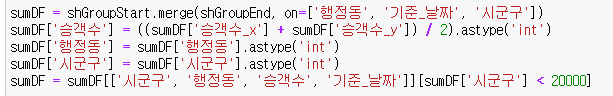 sumDF = shGroupStart.merge(shGroupEnd, on=['행정동', '기준_날짜', '시군구'])
sumDF['승객수'] = ((sumDF['승객수_x'] + sumDF['승객수_y']) / 2).astype('int')
sumDF['행정동'] = sumDF['행정동'].astype('int')
sumDF['시군구'] = sumDF['시군구'].astype('int')
sumDF = sumDF[['시군구', '행정동', '승객수', '기준_날짜']][sumDF['시군구'] < 20000]